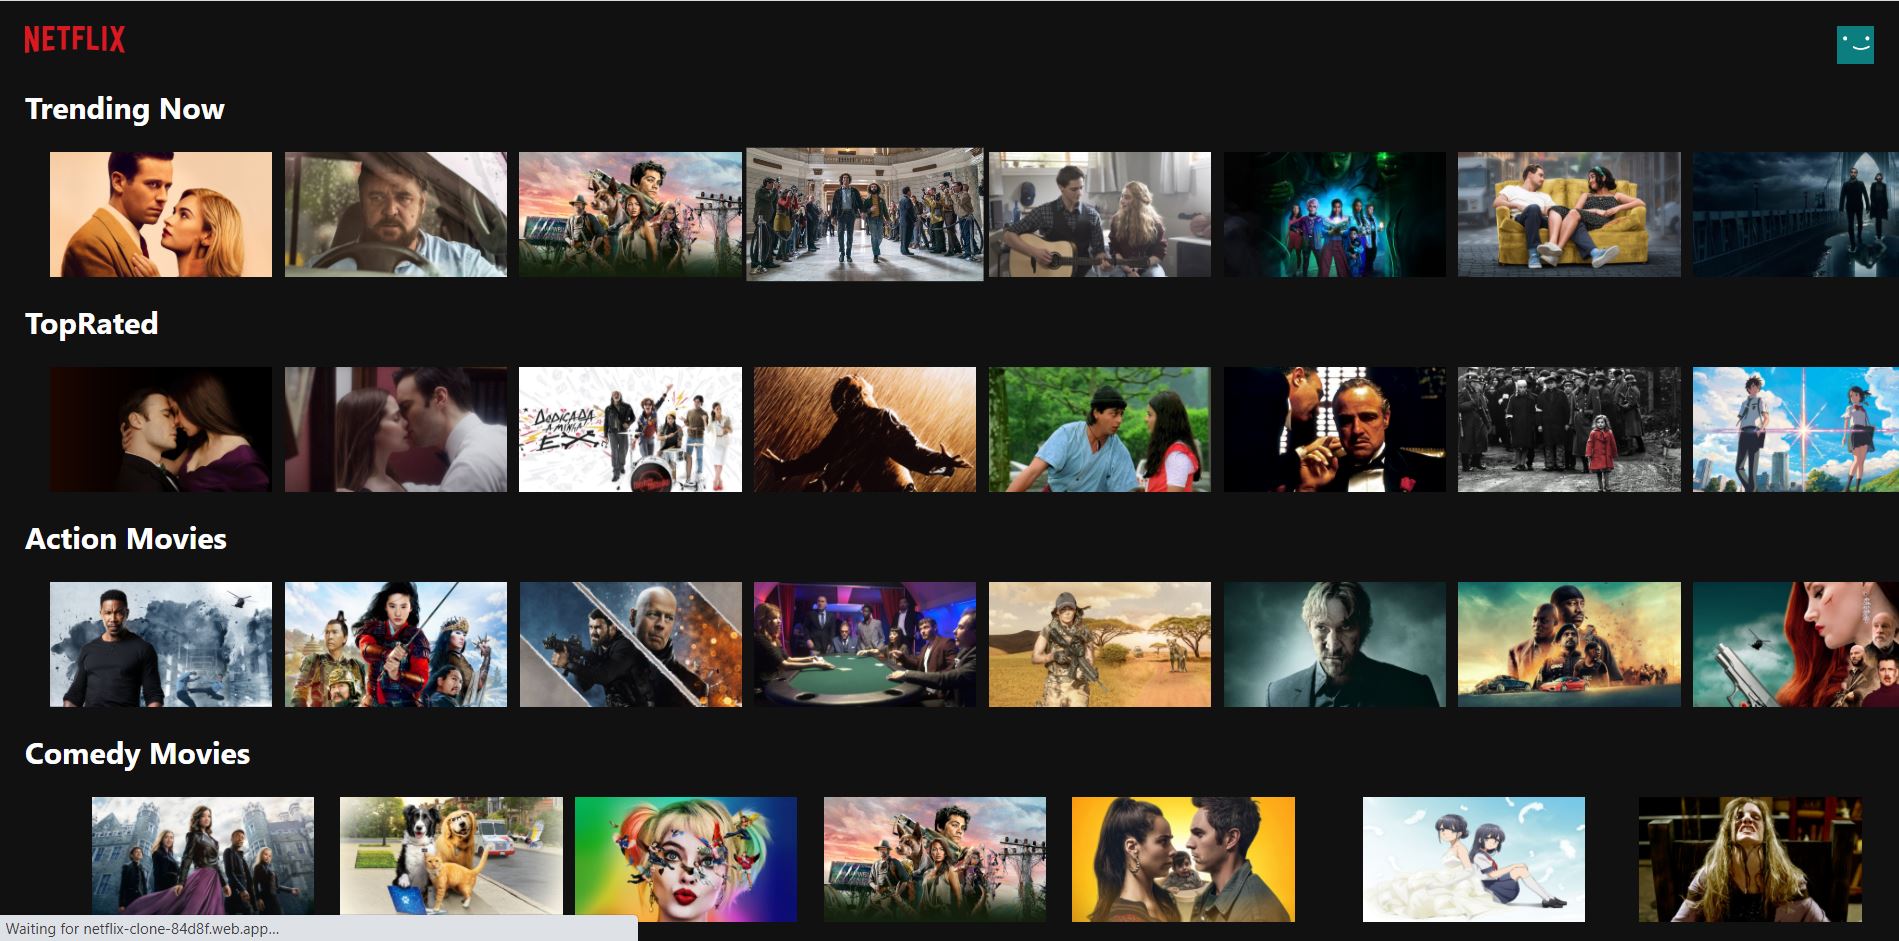 NETFLIX
Trending Now
TopRated
DEDICADA
A MINHA
EX
Action Movies
Comedy Movies
Waiting for netflix-clone-84d8f.web.app...